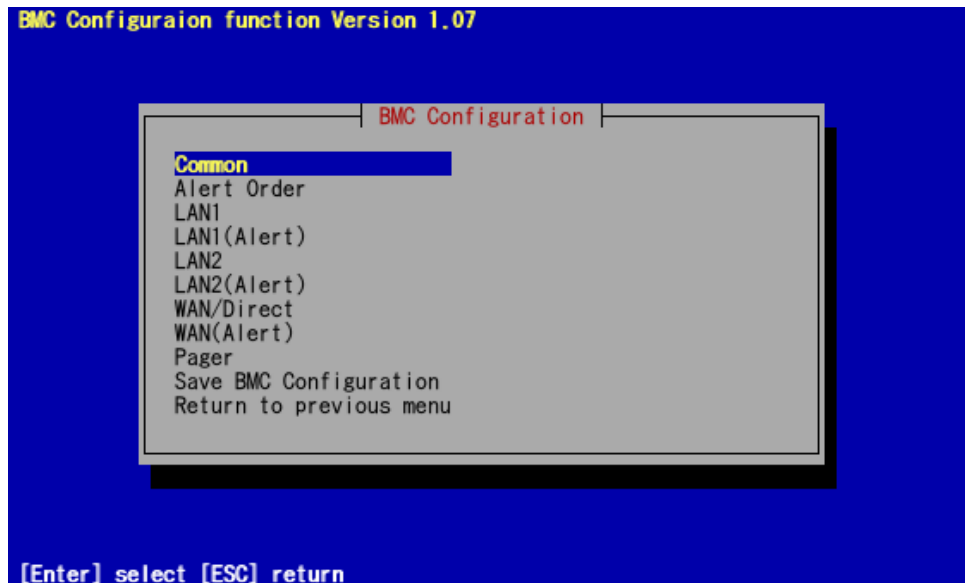 BMC Configuraion function Version 1.07
BMC Configuration
Common
Alert Order
LAN1
LAN1(Alert)
LAN2
LAN2(Alert)
WAN/Direct
WAN(Alert)
Pager
Save BMC Configuration
Return to previous menu
[Enter] select [ESC] return